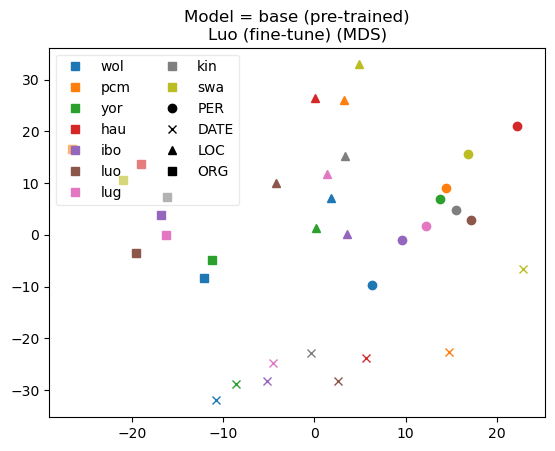 Model = base (pre-trained)
Luo (fine-tune) (MDS)
wol kin
pcm swa
yor PER
hau DATE
ibo LOC
luo ORG
lug
30
20
10
0
−10
−20
−30
−20 −10 0 10 20